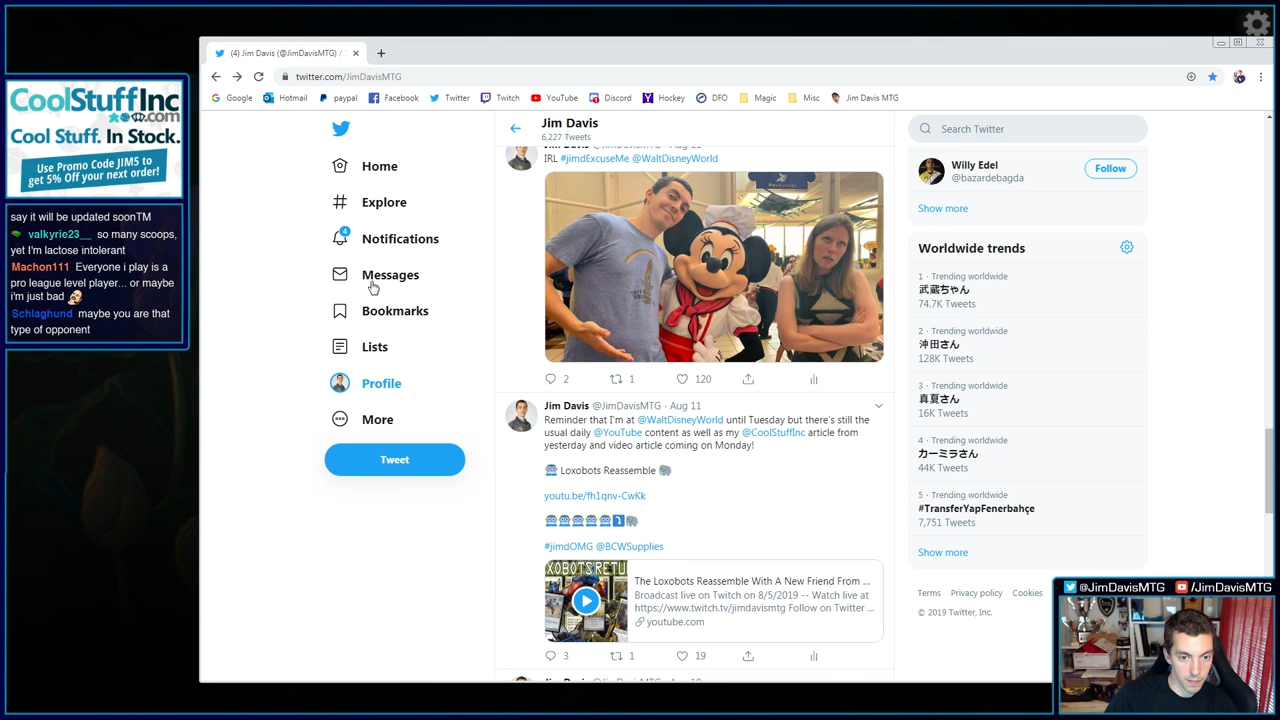 (4) Jim Davis (@JimDavisMTG) / T
twitter.com/JimDavisMTG
Google Hotmail paypal Facebook Twitter Twitch YouTube Discord Hockey DFO Magic Misc Jim Davis MTG
CoolStuffInc
.com
Cool Stuff. In Stock.
Use Promo Code JIM5 to
get 5% Off your next order!
say it will be updated soonTM
valkyrie23__ so many scoops,
yet I'm lactose intolerant
Machon111 Everyone i play is a
pro league level player... or maybe
i'm just bad
Schlaghund maybe you are that
type of opponent
Home
Explore
4
Notifications
Messages
Bookmarks
Lists
Profile
More
Tweet
Jim Davis
6,227 Tweets
Jim Davis @JimDavisMTG · Aug 11
IRL #jimdExcuseMe @WaltDisneyWorld
2 1 120
Jim Davis @JimDavisMTG · Aug 11
Reminder that I'm at @WaltDisneyWorld until Tuesday but there's still the
usual daily @YouTube content as well as my @CoolStuffInc article from
yesterday and video article coming on Monday!
Loxobots Reassemble
youtu.be/fh1qnv-CwKk
#jimdOMG @BCWSupplies
XOBOTS RETU
The Loxobots Reassemble With A New Friend From ...
Broadcast live on Twitch on 8/5/2019 -- Watch live at
https://www.twitch.tv/jimdavismtg Follow on Twitter ...
youtube.com
3 1 19
Search Twitter
Willy Edel
@bazardebagda
Follow
Show more
Worldwide trends
1 · Trending worldwide
武蔵ちゃん
74.7K Tweets
2 · Trending worldwide
沖田さん
128K Tweets
3 · Trending worldwide
真夏さん
16K Tweets
4 · Trending worldwide
カーミラさん
44K Tweets
5 · Trending worldwide
#TransferYapFenerbahçe
7,751 Tweets
Show more
Terms Privacy policy Cookies
© 2019 Twitter, Inc.
@JimDavisMTG /JimDavisMTG